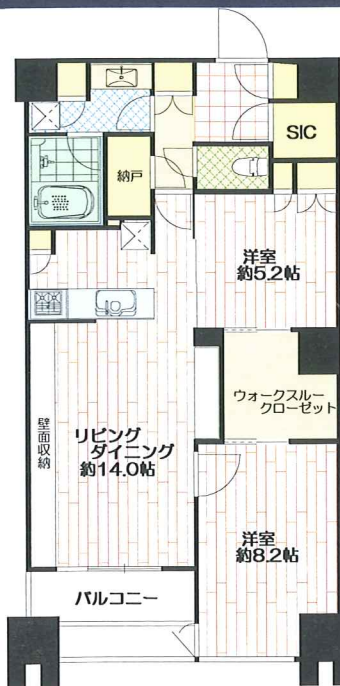 SIC
納戸
洋室
約5.2帖
ウォークスルー
クローゼット
壁面収納
リビング
ダイニング
約14.0帖
洋室
約8.2帖
バルコニー